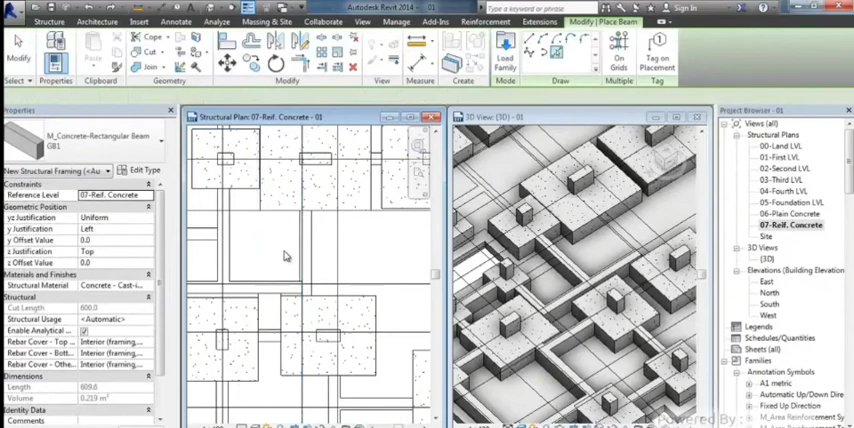 Autodesk Revit 2014 - 01
Type a keyword or phrase
Sign In
Structure Architecture Insert Annotate Analyze Massing & Site Collaborate View Manage Add-Ins Reinforcement Extensions Modify | Place Beam
Modify
Cope
Cut
Join
Load
Family
On
Grids
Tag on
Placement
Select Properties Clipboard Geometry Modify View Measure Create Mode Draw Multiple Tag
Properties
M_Concrete-Rectangular Beam
GB1
New Structural Framing (<Au
Edit Type
Constraints
Reference Level 07-Reif. Concrete
Geometric Position
yz Justification Uniform
y Justification Left
y Offset Value 0.0
z Justification Top
z Offset Value 0.0
Materials and Finishes
Structural Material Concrete - Cast-i
Structural
Cut Length 600.0
Structural Usage <Automatic>
Enable Analytical ...
Rebar Cover - Top Interior (framing,
Rebar Cover - Bott... Interior (framing,
Rebar Cover - Othe... Interior (framing,
Dimensions
Length 609.6
Volume 0.219 m³
Identity Data
Comments
Structural Plan: 07-Reif. Concrete - 01
3D View: {3D} - 01
Project Browser - 01
Views (all)
Structural Plans
00-Land LVL
01-First LVL
02-Second LVL
03-Third LVL
04-Fourth LVL
05-Foundation LVL
06-Plain Concrete
07-Reif. Concrete
Site
3D Views
{3D}
Elevations (Building Elevation
East
North
South
West
Legends
Schedules/Quantities
Sheets (all)
Families
Annotation Symbols
A1 metric
Automatic Up/Down Dire
Fixed Up Direction
M_Area Reinforcement Sy
Powered By :